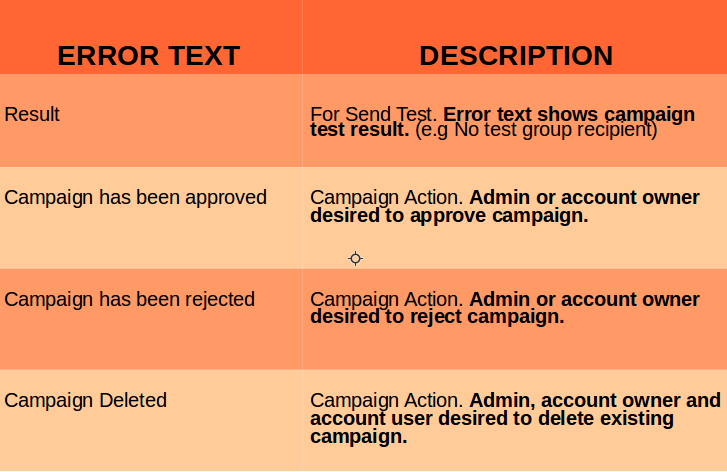 ERROR TEXT
DESCRIPTION
Result
For Send Test. Error text shows campaign
test result. (e.g No test group recipient)
Campaign has been approved
Campaign Action. Admin or account owner
desired to approve campaign.
Campaign has been rejected
Campaign Action. Admin or account owner
desired to reject campaign.
Campaign Deleted
Campaign Action. Admin, account owner and
account user desired to delete existing
campaign.